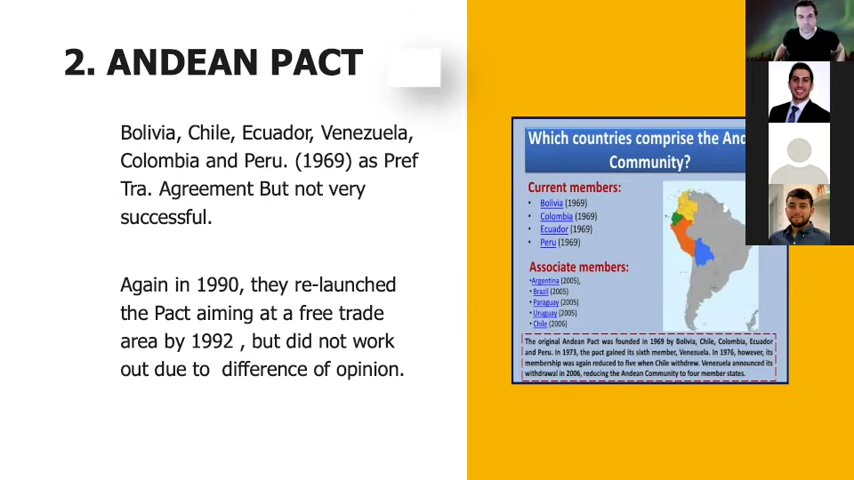 2. ANDEAN PACT
Bolivia, Chile, Ecuador, Venezuela,
Colombia and Peru. (1969) as Pref
Tra. Agreement But not very
successful.
Again in 1990, they re-launched
the Pact aiming at a free trade
area by 1992 , but did not work
out due to difference of opinion.
Which countries comprise the And
Community?
Current members:
• Bolivia (1969)
• Colombia (1969)
• Ecuador (1969)
• Peru (1969)
Associate members:
•Argentina (2005),
• Brazil (2005)
• Paraguay (2005)
• Uruguay (2005)
• Chile (2006)
The original Andean Pact was founded in 1969 by Bolivia, Chile, Colombia, Ecuador
and Peru. In 1973, the pact gained its sixth member, Venezuela. In 1976, however, its
membership was again reduced to five when Chile withdrew. Venezuela announced its
withdrawal in 2006, reducing the Andean Community to four member states.